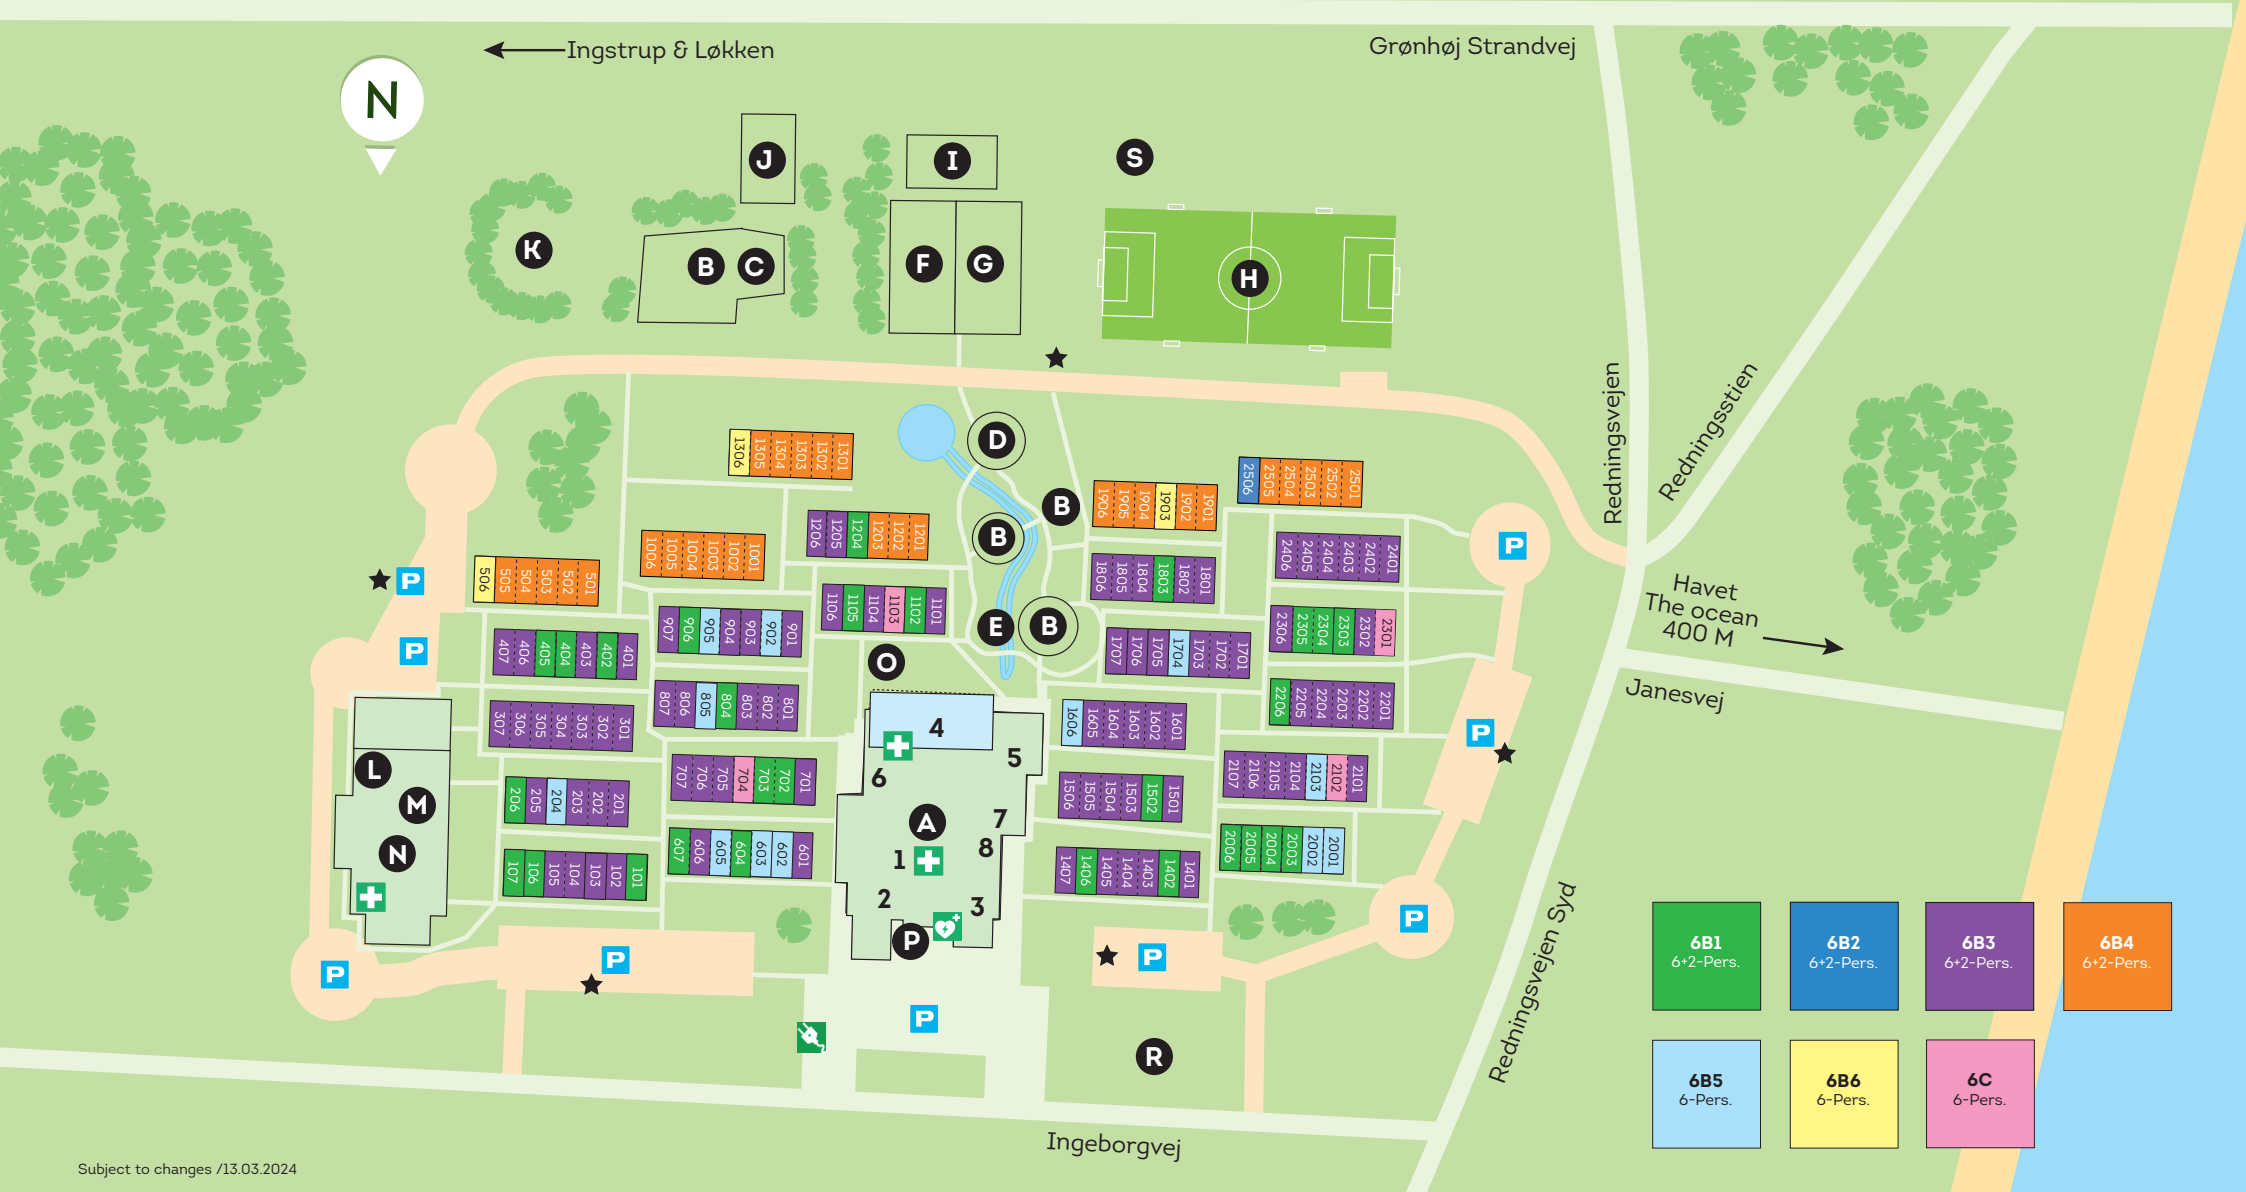 Ingstrup & Løkken
Grønhøj Strandvej
N
J
I
S
K
B
C
F
G
H
Redningsvejen
Redningsstien
D
B
B
E
B
O
1306 1305 1304 1303 1302 1301
1206 1205 1204 1203 1202 1201
1006 1005 1004 1003 1002 1001
506 505 504 503 502 501
1106 1105 1104 1103 1102 1101
907 906 905 904 903 902 901
407 406 405 404 403 402 401
807 806 805 804 803 802 801
307 306 305 304 303 302 301
707 706 705 704 703 702 701
206 205 204 203 202 201
607 606 605 604 603 602 601
107 106 105 104 103 102 101
2506 2505 2504 2503 2502 2501
1906 1905 1904 1903 1902 1901
2406 2405 2404 2403 2402 2401
1806 1805 1804 1803 1802 1801
2306 2305 2304 2303 2302 2301
1707 1706 1705 1704 1703 1702 1701
2206 2205 2204 2203 2202 2201
1606 1605 1604 1603 1602 1601
2107 2106 2105 2104 2103 2102 2101
1506 1505 1504 1503 1502 1501
2006 2005 2004 2003 2002 2001
1407 1406 1405 1404 1403 1402 1401
P
P
P
P
P
P
P
P
P
L
M
N
4
5
6
A
7
8
1
2
3
P
R
Havet
The ocean
400 M
Janesvej
Redningsvejen Syd
Ingeborgvej
6B1
6+2-Pers.
6B2
6+2-Pers.
6B3
6+2-Pers.
6B4
6+2-Pers.
6B5
6-Pers.
6B6
6-Pers.
6C
6-Pers.
Subject to changes /13.03.2024